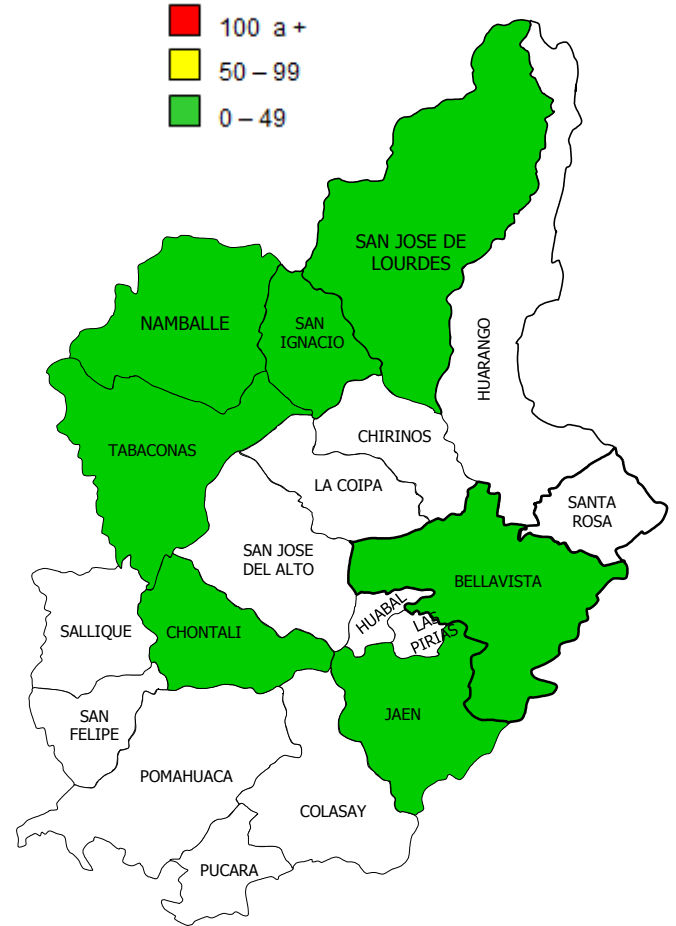 100 a +
50 – 99
0 – 49
SAN JOSE DE
LOURDES
NAMBALLE
SAN
IGNACIO
HUARANGO
CHIRINOS
TABACONAS
LA COIPA
SANTA
ROSA
SAN JOSE
DEL ALTO
BELLAVISTA
HUABAL
LAS
PIRIAS
SALLIQUE
CHONTALI
SAN
FELIPE
JAEN
POMAHUACA
COLASAY
PUCARA